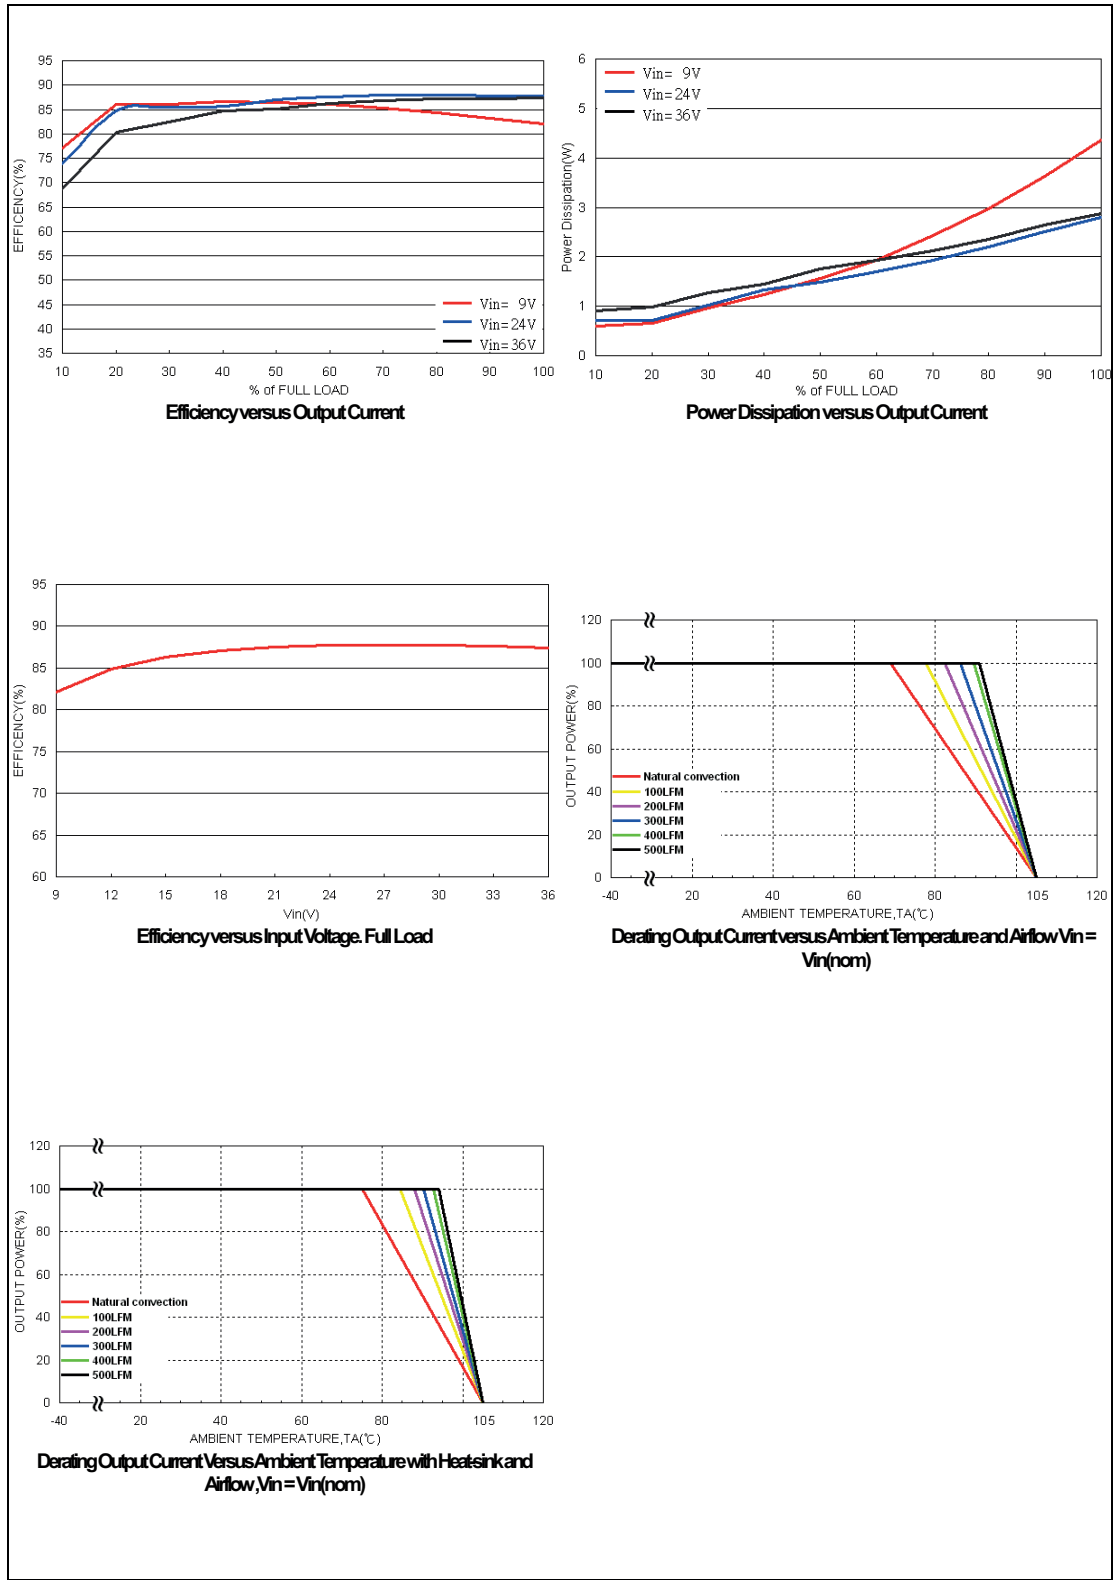 95
90
85
80
75
70
65
60
55
50
45
40
35
EFFICENCY(%)
Vin= 9V
Vin=24V
Vin=36V
10 20 30 40 50 60 70 80 90 100
% of FULL LOAD
Efficiency versus Output Current
6
5
4
3
2
1
0
Power Dissipation(W)
Vin= 9V
Vin=24V
Vin=36V
10 20 30 40 50 60 70 80 90 100
% of FULL LOAD
Power Dissipation versus Output Current
95
90
85
80
75
70
65
60
EFFICENCY(%)
9 12 15 18 21 24 27 30 33 36
Vin(V)
Efficiency versus Input Voltage. Full Load
120
100
80
60
40
20
0
OUTPUT POWER(%)
Natural convection
100LFM
200LFM
300LFM
400LFM
500LFM
-40 20 40 60 80 105 120
AMBIENT TEMPERATURE,TA(℃)
Derating Output Current versus Ambient Temperature and Airflow Vin =
Vin(nom)
120
100
80
60
40
20
0
OUTPUT POWER(%)
Natural convection
100LFM
200LFM
300LFM
400LFM
500LFM
-40 20 40 60 80 105 120
AMBIENT TEMPERATURE,TA(℃)
Derating Output Current Versus Ambient Temperature with Heat-sink and
Airflow,Vin = Vin(nom)